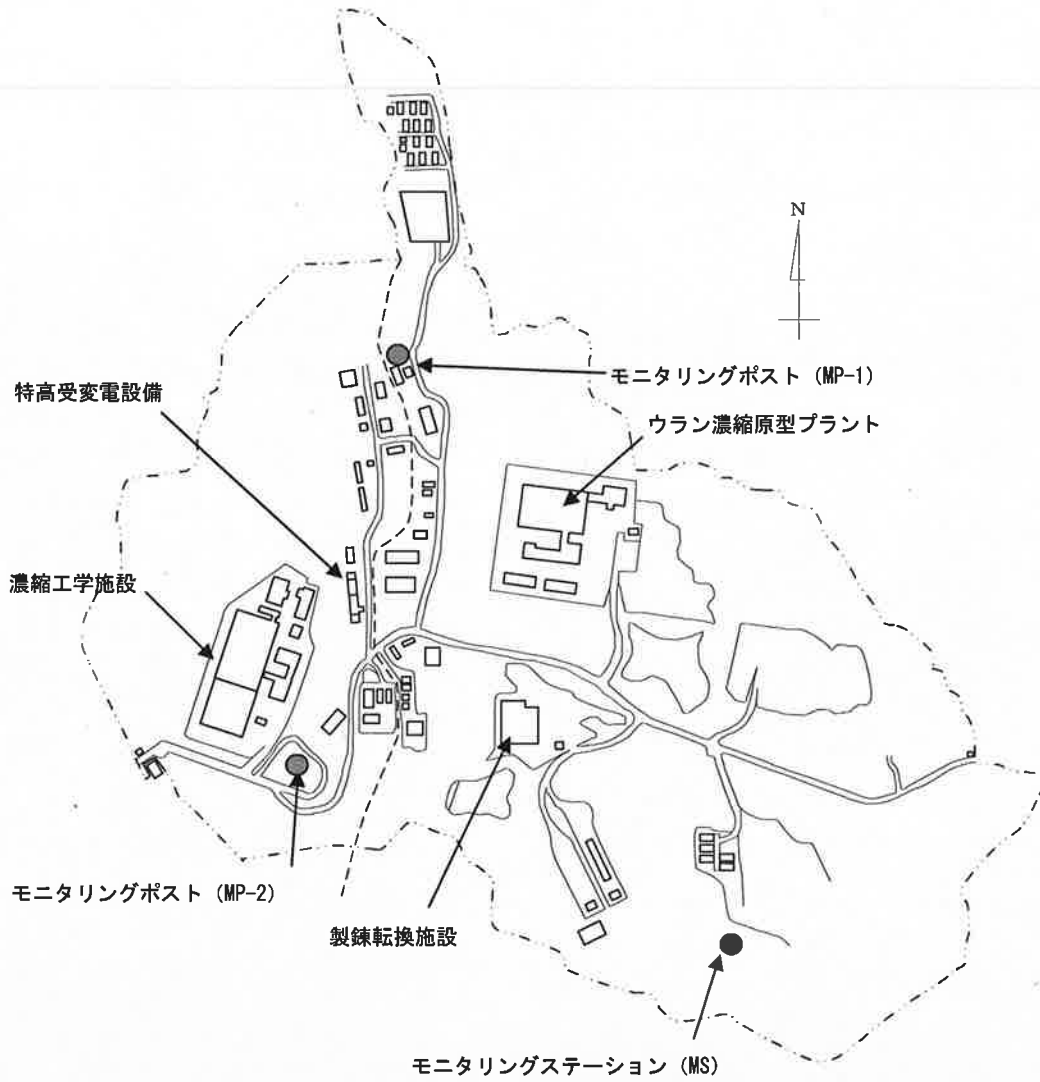 N
モニタリングポスト (MP-1)
特高受変電設備
ウラン濃縮原型プラント
濃縮工学施設
モニタリングポスト (MP-2)
製錬転換施設
モニタリングステーション (MS)